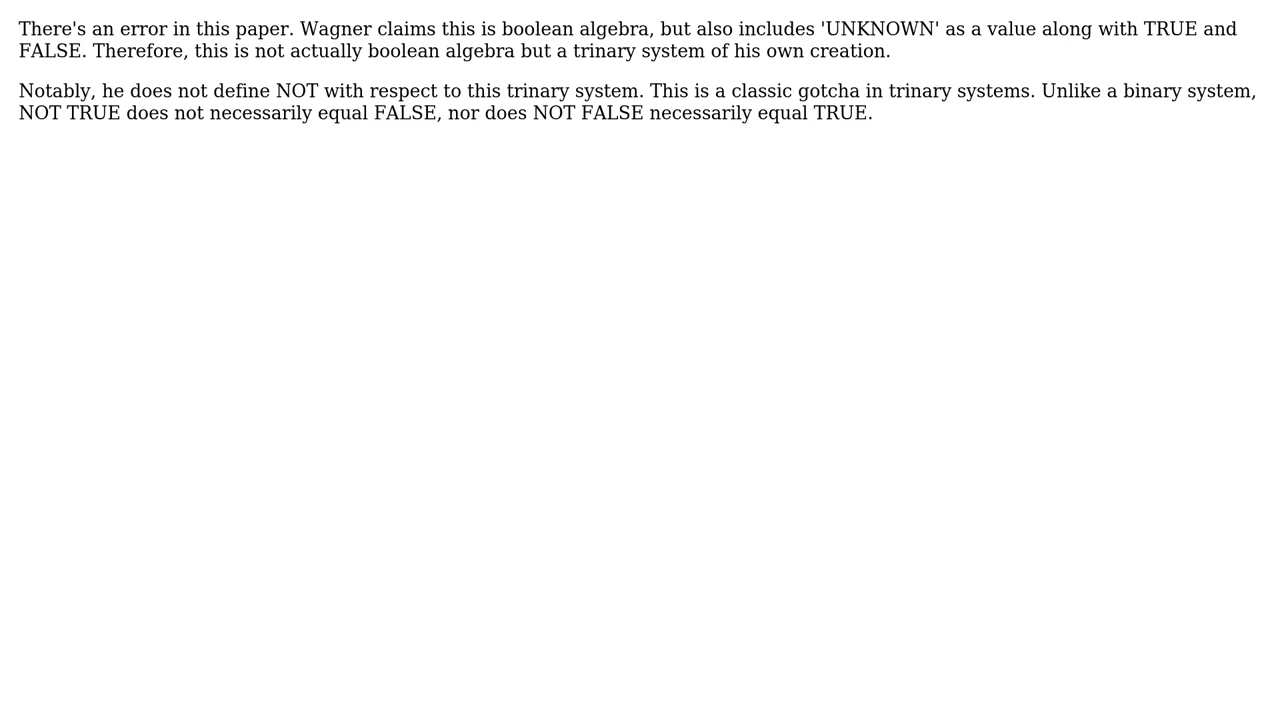 There's an error in this paper. Wagner claims this is boolean algebra, but also includes 'UNKNOWN' as a value along with TRUE and
FALSE. Therefore, this is not actually boolean algebra but a trinary system of his own creation.
Notably, he does not define NOT with respect to this trinary system. This is a classic gotcha in trinary systems. Unlike a binary system,
NOT TRUE does not necessarily equal FALSE, nor does NOT FALSE necessarily equal TRUE.